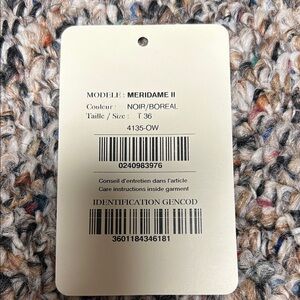 MODELE : MERIDAME II
Couleur : NOIR/BOREAL
Taille / Size : T 36
4135-OW
0240983976
Conseil d'entretien dans l'article
Care instructions inside garment
IDENTIFICATION GENCOD
3601184346181